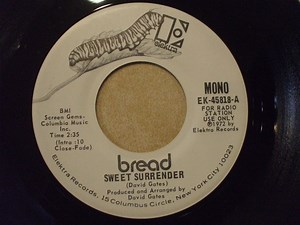 elektra
MONO
EK-45818-A
FOR RADIO
STATION
USE ONLY
℗1972 by
Elektra Records
BMI
Screen Gems-
Columbia Music
Inc.
Time 2:35
(Intro :10
Close-Fade)
bread
SWEET SURRENDER
(David Gates)
Produced and Arranged by
David Gates
Elektra Records, 15 Columbus Circle, New York City 10023